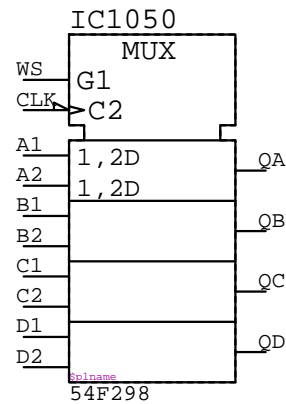 IC1050
MUX
WS
G1
CLK
C2
A1
1,2D
QA
A2
1,2D
B1
QB
B2
C1
QC
C2
D1
QD
D2
$plname
54F298